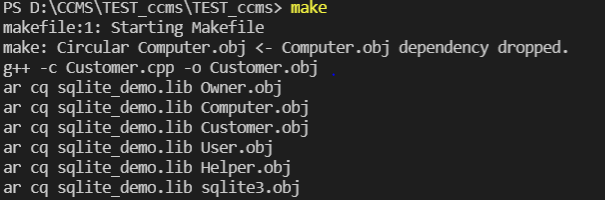 PS D:\CCMS\TEST_ccms\TEST_ccms> make
makefile:1: Starting Makefile
make: Circular Computer.obj <- Computer.obj dependency dropped.
g++ -c Customer.cpp -o Customer.obj
ar cq sqlite_demo.lib Owner.obj
ar cq sqlite_demo.lib Computer.obj
ar cq sqlite_demo.lib Customer.obj
ar cq sqlite_demo.lib User.obj
ar cq sqlite_demo.lib Helper.obj
ar cq sqlite_demo.lib sqlite3.obj